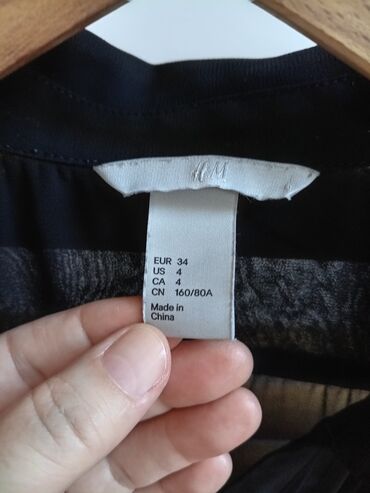 H&M
EUR 34
US 4
CA 4
CN 160/80A
Made in
China